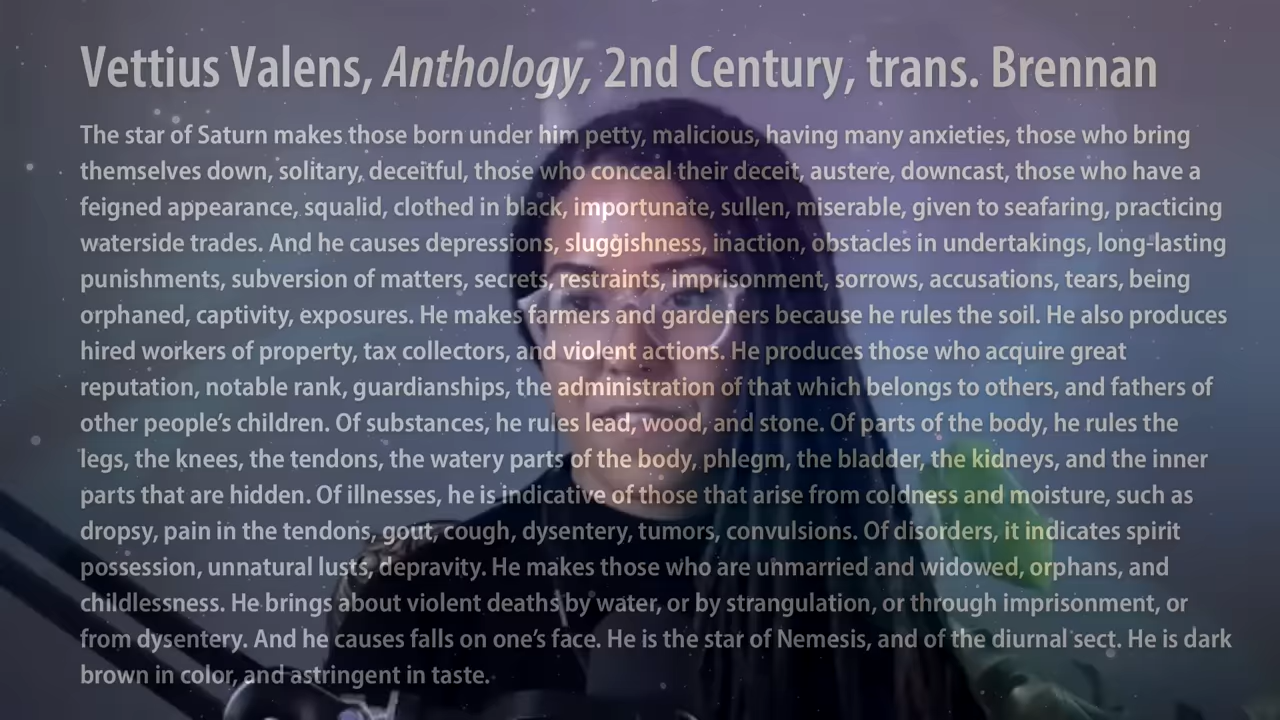 Vettius Valens, Anthology, 2nd Century, trans. Brennan
The star of Saturn makes those born under him petty, malicious, having many anxieties, those who bring
themselves down, solitary, deceitful, those who conceal their deceit, austere, downcast, those who have a
feigned appearance, squalid, clothed in black, importunate, sullen, miserable, given to seafaring, practicing
waterside trades. And he causes depressions, sluggishness, inaction, obstacles in undertakings, long-lasting
punishments, subversion of matters, secrets, restraints, imprisonment, sorrows, accusations, tears, being
orphaned, captivity, exposures. He makes farmers and gardeners because he rules the soil. He also produces
hired workers of property, tax collectors, and violent actions. He produces those who acquire great
reputation, notable rank, guardianships, the administration of that which belongs to others, and fathers of
other people's children. Of substances, he rules lead, wood, and stone. Of parts of the body, he rules the
legs, the knees, the tendons, the watery parts of the body, phlegm, the bladder, the kidneys, and the inner
parts that are hidden. Of illnesses, he is indicative of those that arise from coldness and moisture, such as
dropsy, pain in the tendons, gout, cough, dysentery, tumors, convulsions. Of disorders, it indicates spirit
possession, unnatural lusts, depravity. He makes those who are unmarried and widowed, orphans, and
childlessness. He brings about violent deaths by water, or by strangulation, or through imprisonment, or
from dysentery. And he causes falls on one's face. He is the star of Nemesis, and of the diurnal sect. He is dark
brown in color, and astringent in taste.